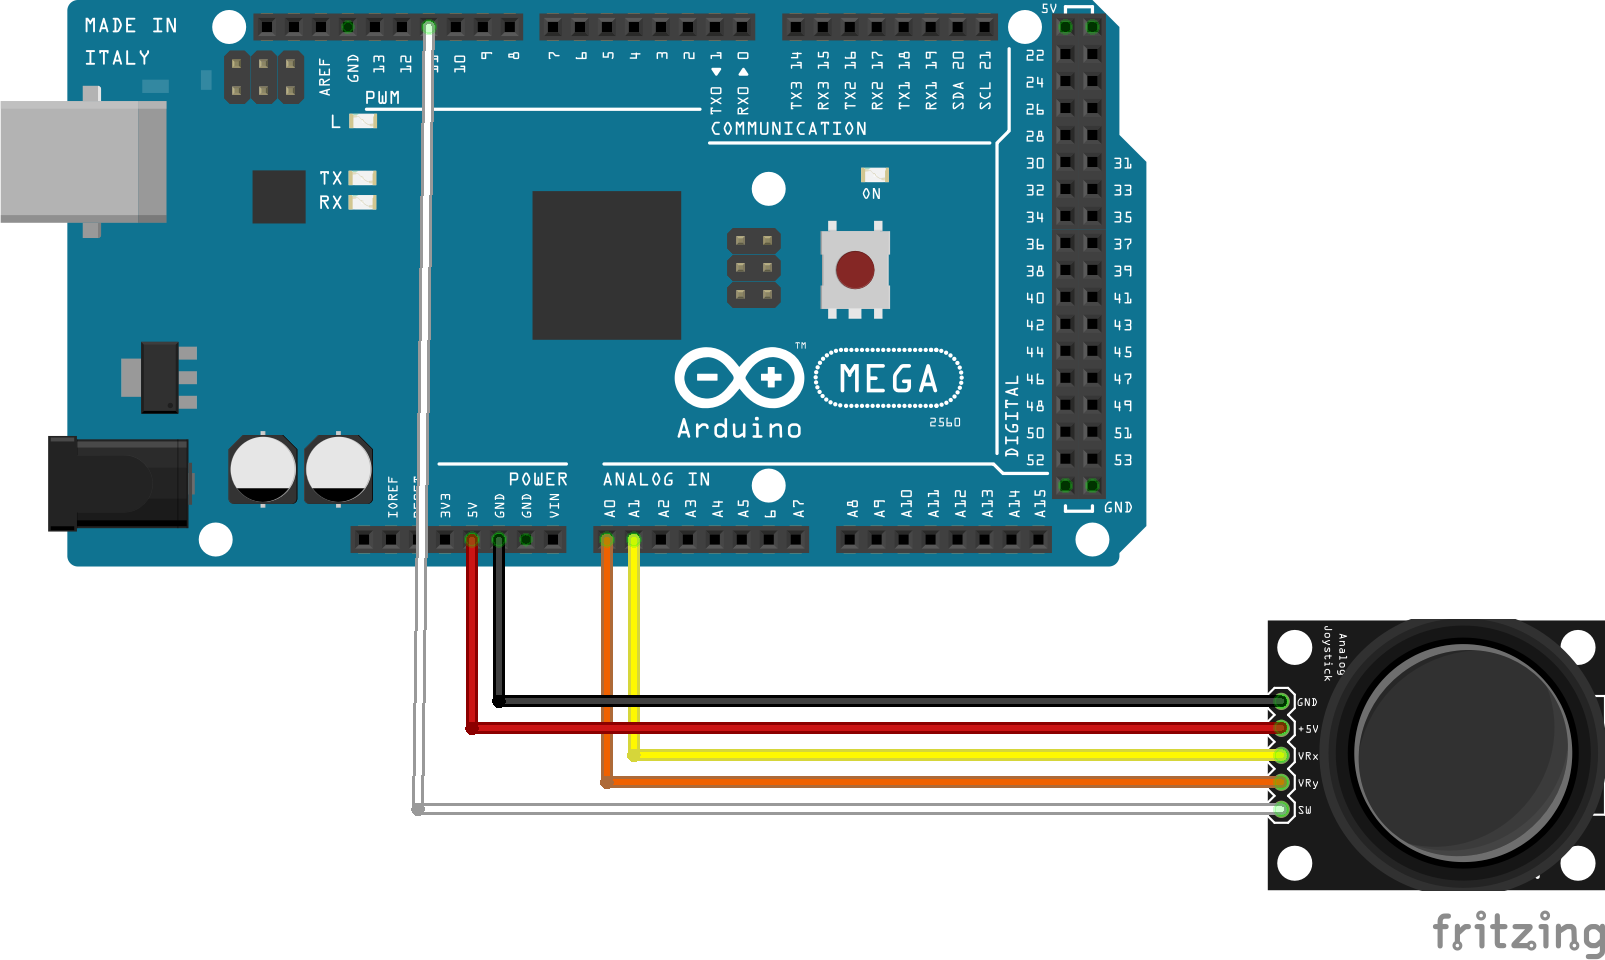 MADE IN
ITALY
AREF
GND
13
12
11
10
9
8
7
6
5
4
3
2
TX0 ▶ 1
RX0 ◀ 0
TX3 14
RX3 15
TX2 16
RX2 17
TX1 18
RX1 19
SDA 20
SCL 21
5V
PWM
COMMUNICATION
L
TX
RX
ON
22
24
26
28
30 31
32 33
34 35
36 37
38 39
40 41
42 43
44 45
46 47
48 49
50 51
52 53
GND
DIGITAL
TM
MEGA
Arduino
2560
POWER
ANALOG IN
IOREF
RESET
3V3
5V
GND
GND
VIN
A0
A1
A2
A3
A4
A5
6
A7
A8
A9
A10
A11
A12
A13
A14
A15
Analog
Joystick
GND
+5V
VRx
VRy
SW
fritzing